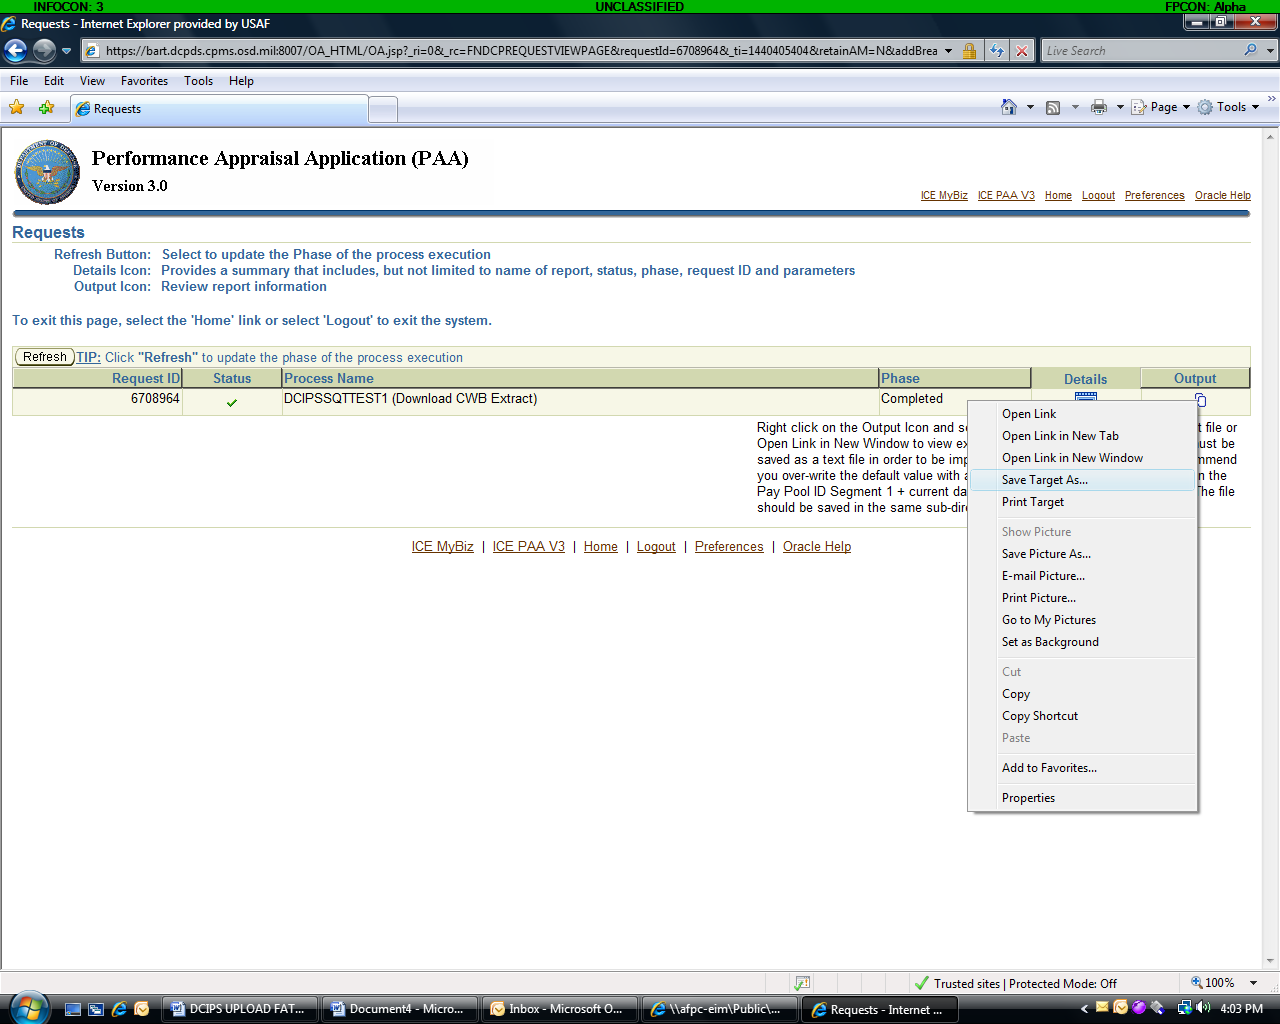 INFOCON: 3 UNCLASSIFIED FPCON: Alpha
Requests - Internet Explorer provided by USAF
https://bart.dcpds.cpms.osd.mil:8007/OA_HTML/OA.jsp?_ri=0&_rc=FNDCPREQUESTVIEWPAGE&requestId=6708964&_ti=1440405404&retainAM=N&addBrea
Live Search
File Edit View Favorites Tools Help
Requests
Page Tools
Performance Appraisal Application (PAA)
Version 3.0
ICE MyBiz ICE PAA V3 Home Logout Preferences Oracle Help
Requests
Refresh Button: Select to update the Phase of the process execution
Details Icon: Provides a summary that includes, but not limited to name of report, status, phase, request ID and parameters
Output Icon: Review report information
To exit this page, select the 'Home' link or select 'Logout' to exit the system.
Refresh TIP: Click "Refresh" to update the phase of the process execution
Request ID Status Process Name Phase Details Output
6708964 DCIPSSQTTEST1 (Download CWB Extract) Completed
Right click on the Output Icon and s t file or
Open Link in New Window to view ex ust be
saved as a text file in order to be imp mmend
you over-write the default value with a n the
Pay Pool ID Segment 1 + current da he file
should be saved in the same sub-dir
Open Link
Open Link in New Tab
Open Link in New Window
Save Target As...
Print Target
Show Picture
Save Picture As...
E-mail Picture...
Print Picture...
Go to My Pictures
Set as Background
Cut
Copy
Copy Shortcut
Paste
Add to Favorites...
Properties
ICE MyBiz | ICE PAA V3 | Home | Logout | Preferences | Oracle Help
Trusted sites | Protected Mode: Off 100%
DCIPS UPLOAD FAT... Document4 - Micro... Inbox - Microsoft O... \\afpc-eim\Public\... Requests - Internet ... 4:03 PM